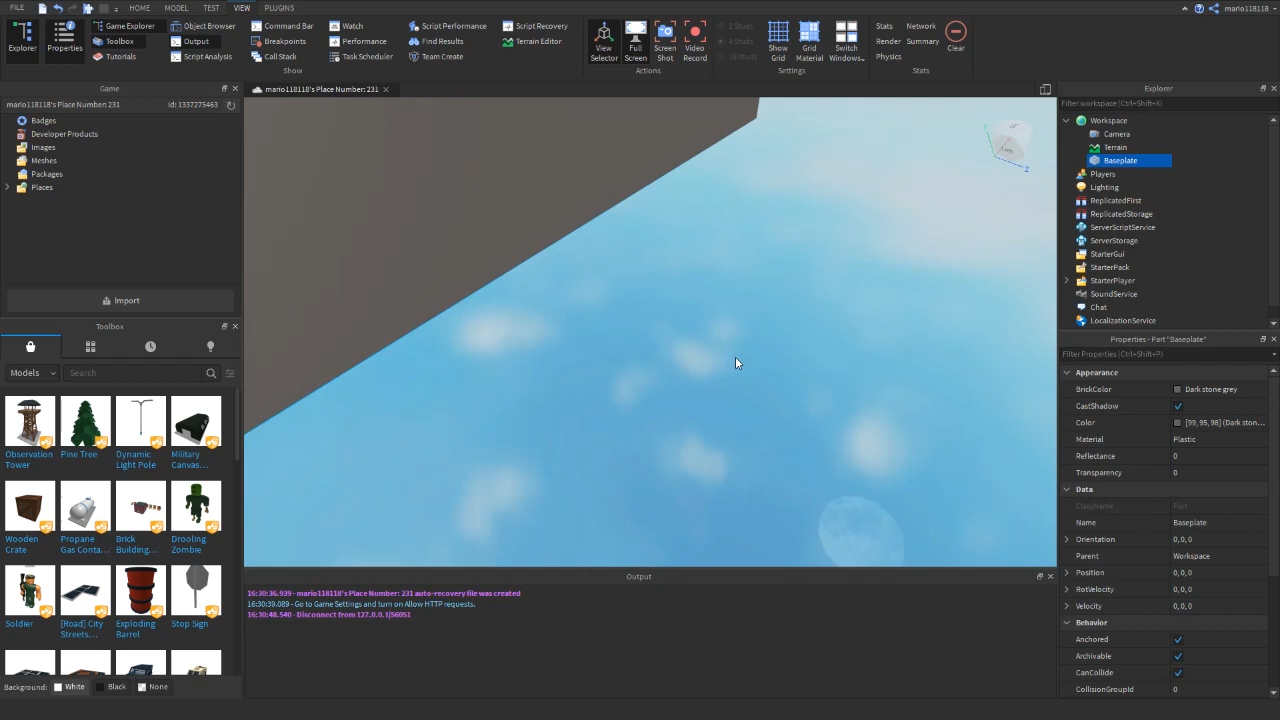 FILE HOME MODEL TEST VIEW PLUGINS mario118118
Explorer
Properties
Game Explorer
Toolbox
Tutorials
Object Browser
Output
Script Analysis
Command Bar
Breakpoints
Call Stack
Watch
Performance
Task Scheduler
Script Performance
Find Results
Team Create
Script Recovery
Terrain Editor
Show
View Selector
Full Screen
Screen Shot
Video Record
Actions
2 Studs
4 Studs
16 Studs
Show Grid
Grid Material
Switch Windows
Settings
Stats
Render
Physics
Network
Summary
Clear
Stats
Game
mario118118's Place Number: 231 id: 1337275463
Badges
Developer Products
Images
Meshes
Packages
Places
Import
Toolbox
Models
Search
Observation Tower
Pine Tree
Dynamic Light Pole
Military Canvas...
Wooden Crate
Propane Gas Conta...
Brick Building...
Drooling Zombie
Soldier
[Road] City Streets...
Exploding Barrel
Stop Sign
Background: White Black None
mario118118's Place Number: 231
Z
Output
16:30:36.939 - mario118118's Place Number: 231 auto-recovery file was created
16:30:39.089 - Go to Game Settings and turn on Allow HTTP requests.
16:30:48.540 - Disconnect from 127.0.0.1|56051
Explorer
Filter workspace (Ctrl+Shift+X)
Workspace
Camera
Terrain
Baseplate
Players
Lighting
ReplicatedFirst
ReplicatedStorage
ServerScriptService
ServerStorage
StarterGui
StarterPack
StarterPlayer
SoundService
Chat
LocalizationService
Properties - Part "Baseplate"
Filter Properties (Ctrl+Shift+P)
Appearance
BrickColor Dark stone grey
CastShadow
Color [99, 95, 98] (Dark ston...
Material Plastic
Reflectance 0
Transparency 0
Data
ClassName Part
Name Baseplate
Orientation 0, 0, 0
Parent Workspace
Position 0, 0, 0
RotVelocity 0, 0, 0
Velocity 0, 0, 0
Behavior
Anchored
Archivable
CanCollide
CollisionGroupId 0